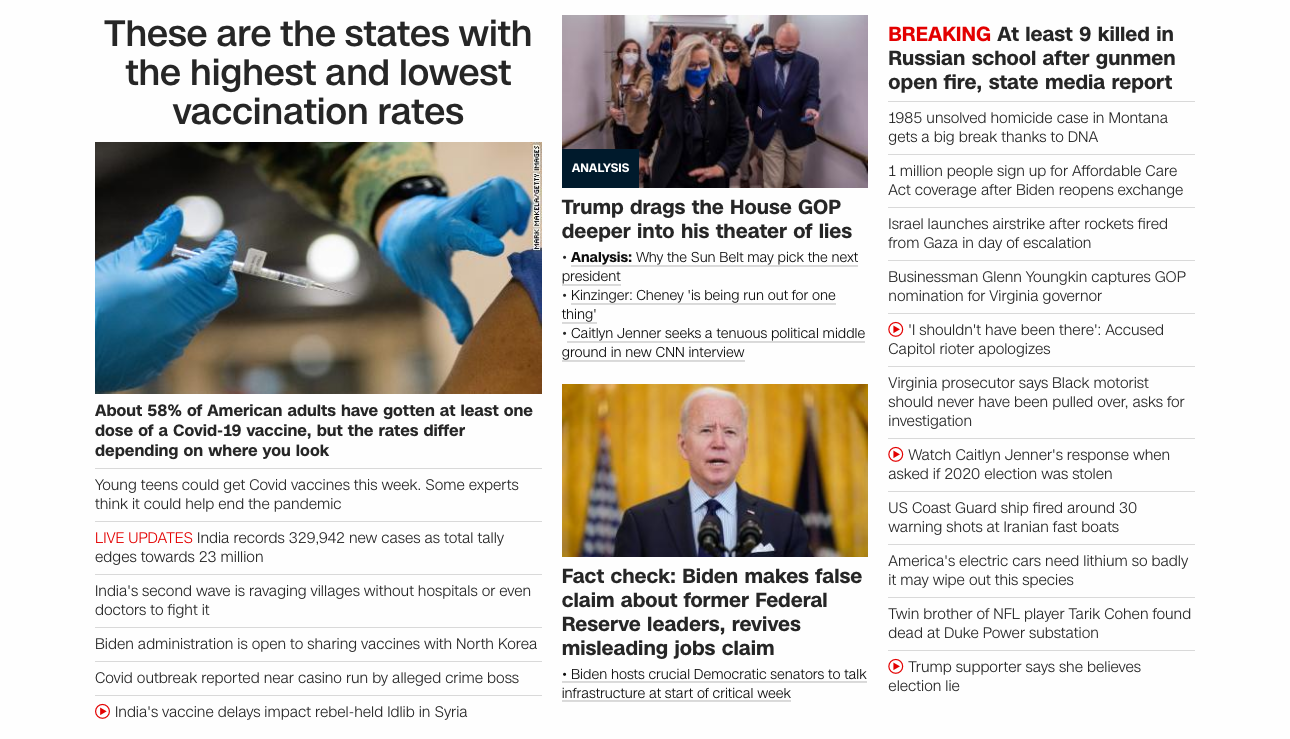 These are the states with
the highest and lowest
vaccination rates
MARK MAKELA/GETTY IMAGES
About 58% of American adults have gotten at least one
dose of a Covid-19 vaccine, but the rates differ
depending on where you look
Young teens could get Covid vaccines this week. Some experts
think it could help end the pandemic
LIVE UPDATES India records 329,942 new cases as total tally
edges towards 23 million
India's second wave is ravaging villages without hospitals or even
doctors to fight it
Biden administration is open to sharing vaccines with North Korea
Covid outbreak reported near casino run by alleged crime boss
India's vaccine delays impact rebel-held Idlib in Syria
ANALYSIS
Trump drags the House GOP
deeper into his theater of lies
• Analysis: Why the Sun Belt may pick the next
president
• Kinzinger: Cheney 'is being run out for one
thing'
• Caitlyn Jenner seeks a tenuous political middle
ground in new CNN interview
Fact check: Biden makes false
claim about former Federal
Reserve leaders, revives
misleading jobs claim
• Biden hosts crucial Democratic senators to talk
infrastructure at start of critical week
BREAKING At least 9 killed in
Russian school after gunmen
open fire, state media report
1985 unsolved homicide case in Montana
gets a big break thanks to DNA
1 million people sign up for Affordable Care
Act coverage after Biden reopens exchange
Israel launches airstrike after rockets fired
from Gaza in day of escalation
Businessman Glenn Youngkin captures GOP
nomination for Virginia governor
'I shouldn't have been there': Accused
Capitol rioter apologizes
Virginia prosecutor says Black motorist
should never have been pulled over, asks for
investigation
Watch Caitlyn Jenner's response when
asked if 2020 election was stolen
US Coast Guard ship fired around 30
warning shots at Iranian fast boats
America's electric cars need lithium so badly
it may wipe out this species
Twin brother of NFL player Tarik Cohen found
dead at Duke Power substation
Trump supporter says she believes
election lie